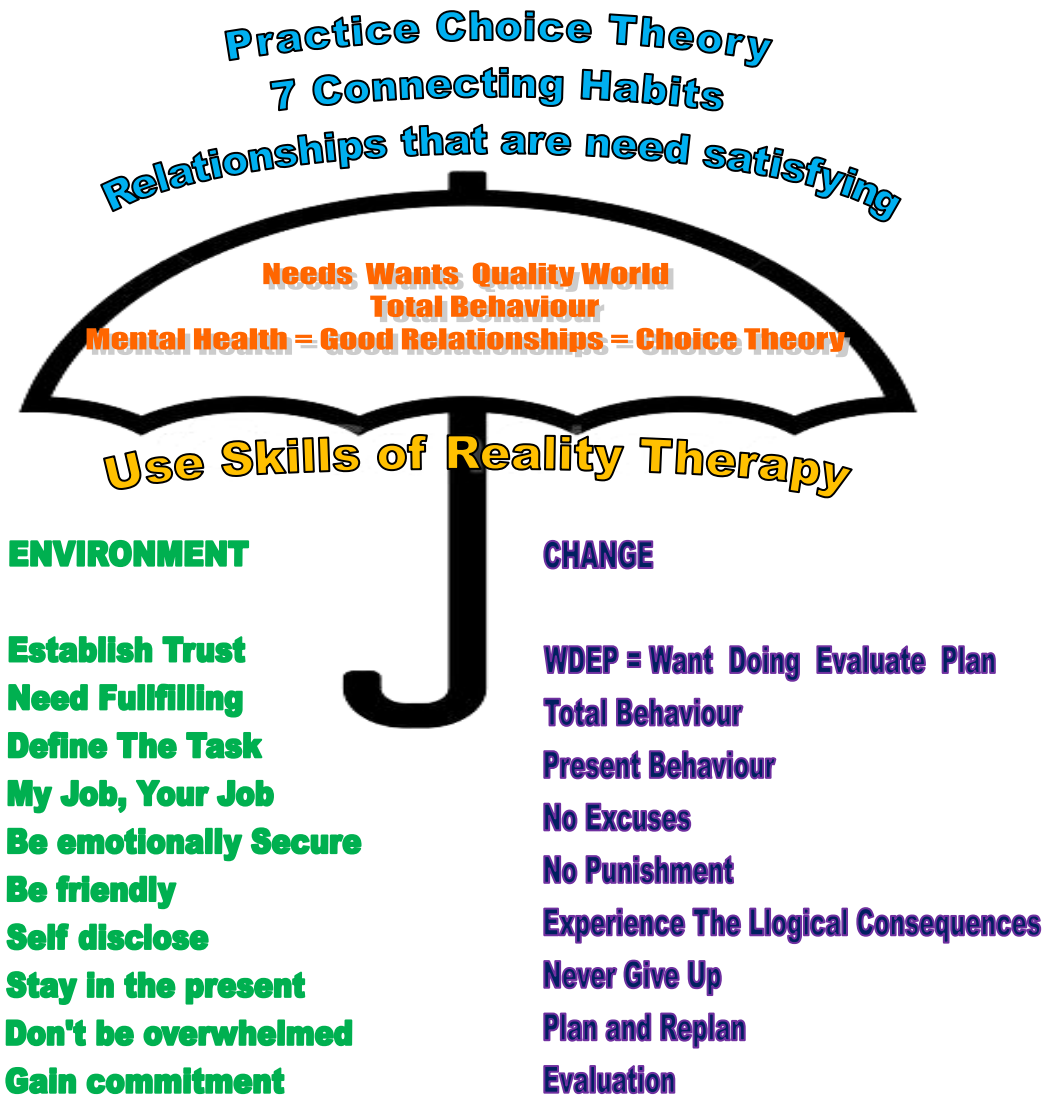 Practice Choice Theory
7 Connecting Habits
Relationships that are need satisfying
Needs Wants Quality World
Total Behaviour
Mental Health = Good Relationships = Choice Theory
Use Skills of Reality Therapy
ENVIRONMENT
Establish Trust
Need Fullfilling
Define The Task
My Job, Your Job
Be emotionally Secure
Be friendly
Self disclose
Stay in the present
Don't be overwhelmed
Gain commitment
CHANGE
WDEP = Want Doing Evaluate Plan
Total Behaviour
Present Behaviour
No Excuses
No Punishment
Experience The Llogical Consequences
Never Give Up
Plan and Replan
Evaluation